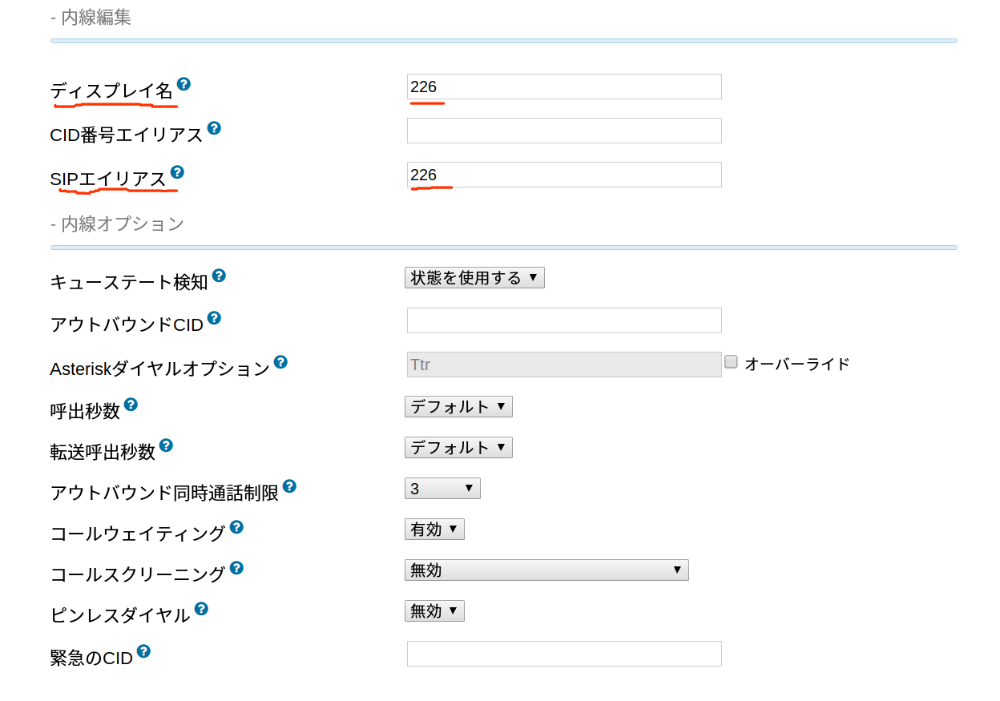 - 内線編集
ディスプレイ名 ? 226
CID番号エイリアス ?
SIPエイリアス ? 226
- 内線オプション
キューステート検知 ? 状態を使用する ▼
アウトバウンドCID ?
Asteriskダイヤルオプション ? Ttr オーバーライド
呼出秒数 ? デフォルト ▼
転送呼出秒数 ? デフォルト ▼
アウトバウンド同時通話制限 ? 3 ▼
コールウェイティング ? 有効 ▼
コールスクリーニング ? 無効 ▼
ピンレスダイヤル ? 無効 ▼
緊急のCID ?